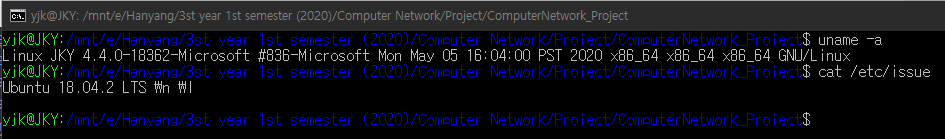 yjk@JKY: /mnt/e/Hanyang/3st year 1st semester (2020)/Computer Network/Project/ComputerNetwork_Project
yjk@JKY:/mnt/e/Hanyang/3st year 1st semester (2020)/Computer Network/Project/ComputerNetwork_Project$ uname -a
Linux JKY 4.4.0-18362-Microsoft #836-Microsoft Mon May 05 16:04:00 PST 2020 x86_64 x86_64 x86_64 GNU/Linux
yjk@JKY:/mnt/e/Hanyang/3st year 1st semester (2020)/Computer Network/Project/ComputerNetwork_Project$ cat /etc/issue
Ubuntu 18.04.2 LTS ₩n ₩l
yjk@JKY:/mnt/e/Hanyang/3st year 1st semester (2020)/Computer Network/Project/ComputerNetwork_Project$